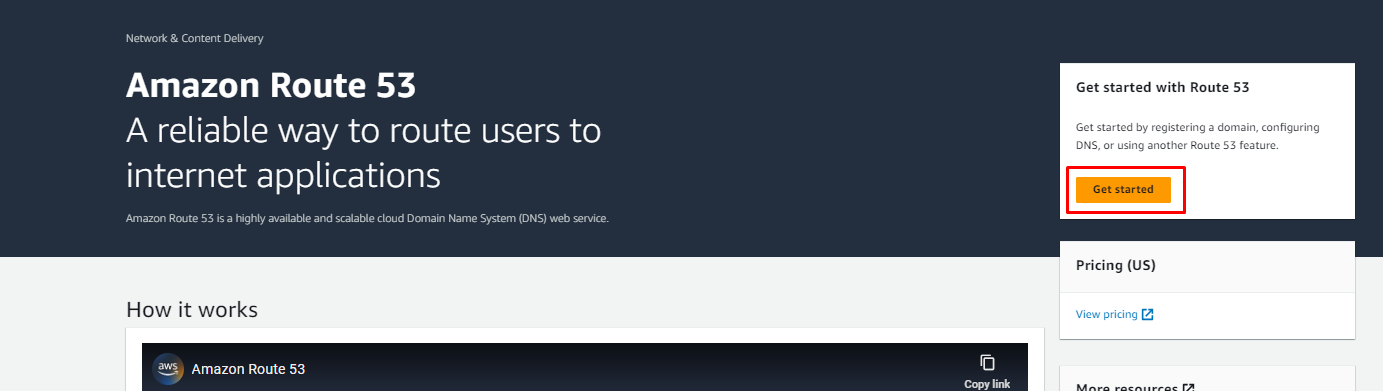 Network & Content Delivery
Amazon Route 53
A reliable way to route users to
internet applications
Amazon Route 53 is a highly available and scalable cloud Domain Name System (DNS) web service.
Get started with Route 53
Get started by registering a domain, configuring
DNS, or using another Route 53 feature.
Get started
Pricing (US)
View pricing
How it works
aws
Amazon Route 53
Copy link
More resources